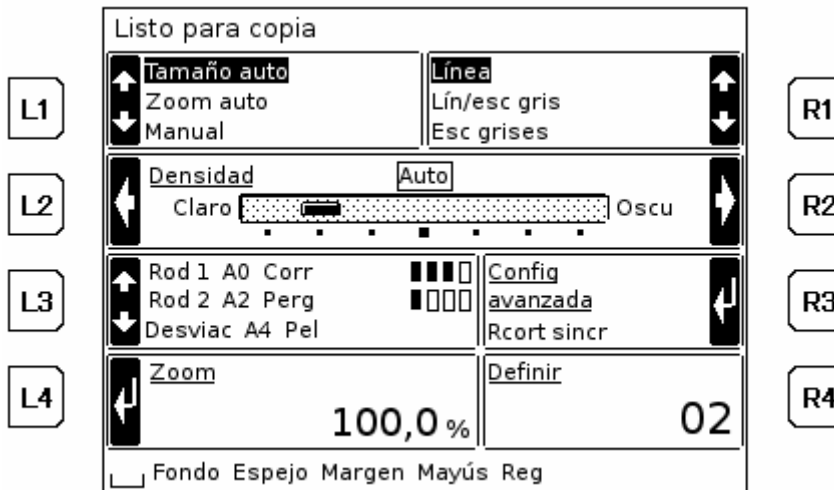 Listo para copia
L1
Tamaño auto
Zoom auto
Manual
Línea
Lín/esc gris
Esc grises
R1
L2
Densidad
Auto
Claro
Oscu
R2
L3
Rod 1 A0 Corr
Rod 2 A2 Perg
Desviac A4 Pel
Config
avanzada
Rcort sincr
R3
L4
Zoom
100,0 %
Definir
02
R4
Fondo Espejo Margen Mayús Reg